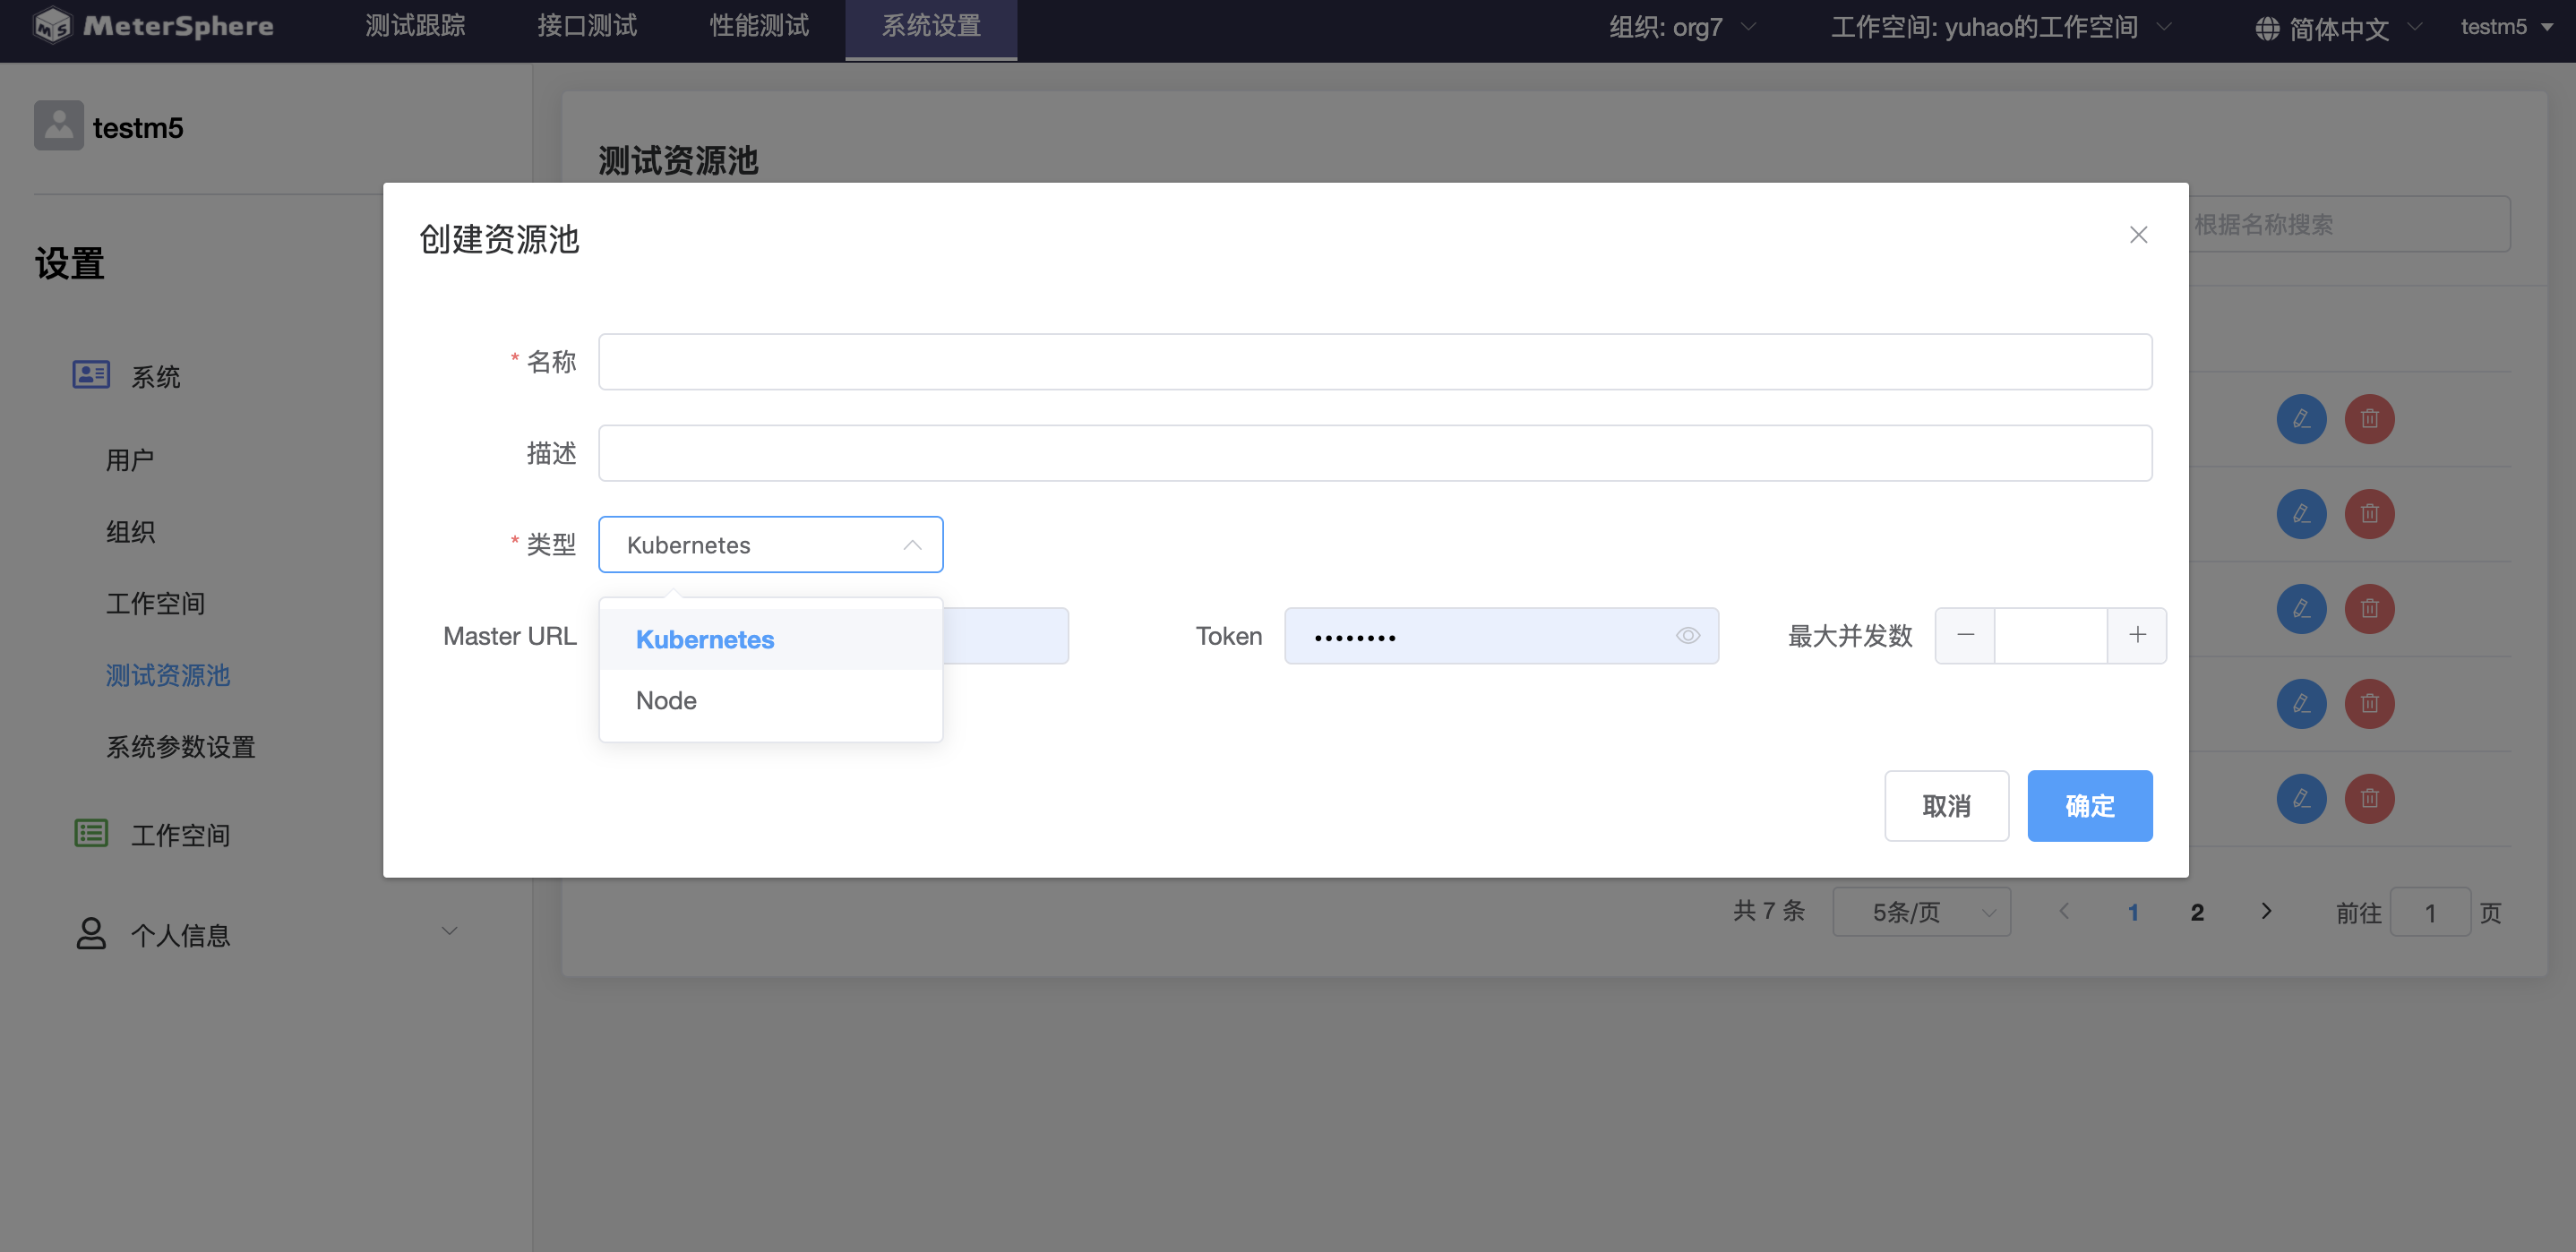 MeterSphere 测试跟踪 接口测试 性能测试 系统设置 组织: org7 工作空间: yuhao的工作空间 简体中文 testm5
testm5
测试资源池
根据名称搜索
设置
系统
用户
组织
工作空间
测试资源池
系统参数设置
工作空间
个人信息
创建资源池
* 名称
描述
* 类型 Kubernetes
Master URL Token •••••••• 最大并发数
Kubernetes
Node
取消 确定
共 7 条 5条/页 1 2 前往 1 页